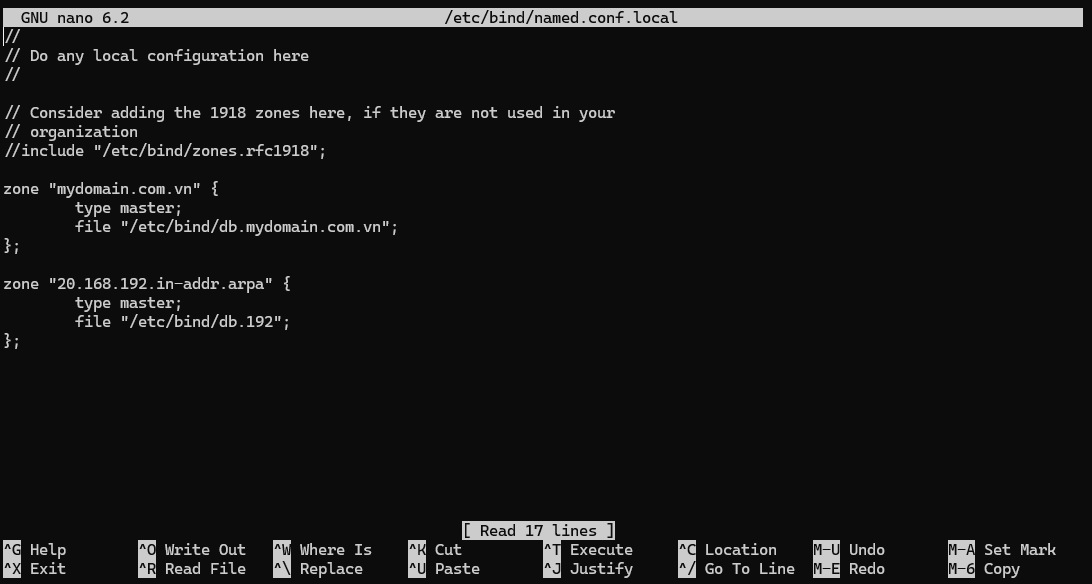 GNU nano 6.2 /etc/bind/named.conf.local
//
// Do any local configuration here
//
// Consider adding the 1918 zones here, if they are not used in your
// organization
//include "/etc/bind/zones.rfc1918";
zone "mydomain.com.vn" {
        type master;
        file "/etc/bind/db.mydomain.com.vn";
};
zone "20.168.192.in-addr.arpa" {
        type master;
        file "/etc/bind/db.192";
};
[ Read 17 lines ]
^G Help ^O Write Out ^W Where Is ^K Cut ^T Execute ^C Location M-U Undo M-A Set Mark
^X Exit ^R Read File ^\ Replace ^U Paste ^J Justify ^/ Go To Line M-E Redo M-6 Copy